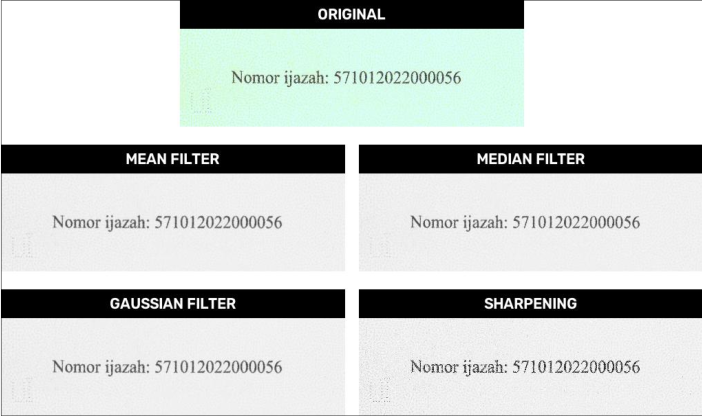 ORIGINAL
Nomor ijazah: 571012022000056
MEAN FILTER
MEDIAN FILTER
Nomor ijazah: 571012022000056
Nomor ijazah: 571012022000056
GAUSSIAN FILTER
SHARPENING
Nomor ijazah: 571012022000056
Nomor ijazah: 571012022000056